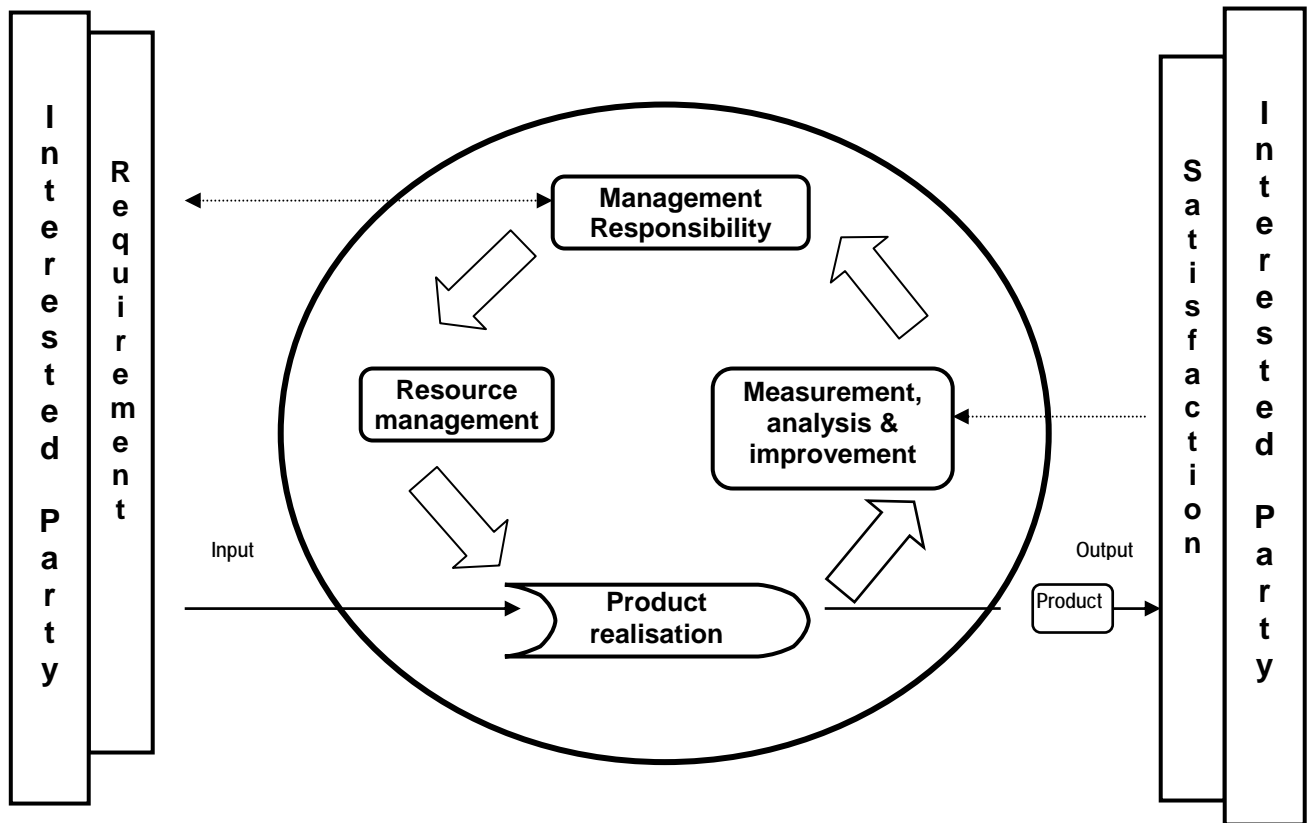 Interested Party
Requirement
Management
Responsibility
Resource
management
Measurement,
analysis &
improvement
Input
Product
realisation
Output
Product
Satisfaction
Interested Party